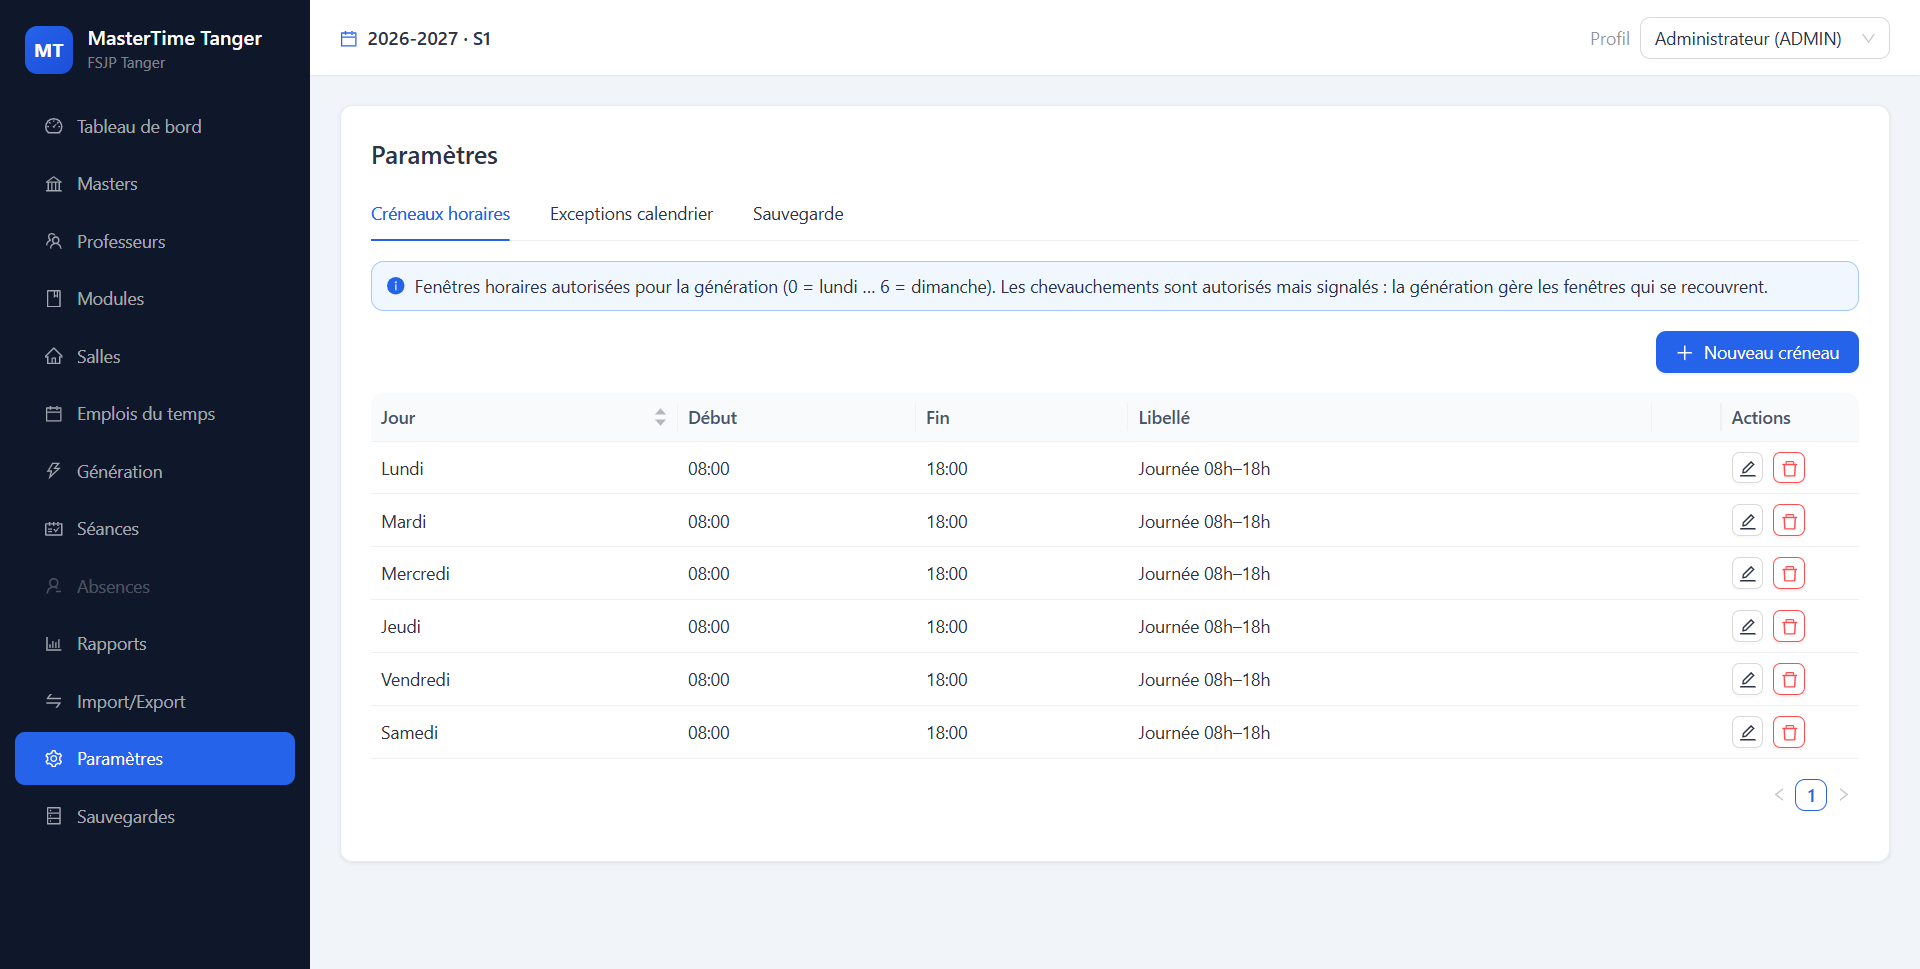 MT
MasterTime Tanger
FSJP Tanger
Tableau de bord
Masters
Professeurs
Modules
Salles
Emplois du temps
Génération
Séances
Absences
Rapports
Import/Export
Paramètres
Sauvegardes
2026-2027 · S1
Profil Administrateur (ADMIN)
Paramètres
Créneaux horaires Exceptions calendrier Sauvegarde
Fenêtres horaires autorisées pour la génération (0 = lundi … 6 = dimanche). Les chevauchements sont autorisés mais signalés : la génération gère les fenêtres qui se recouvrent.
Nouveau créneau
Jour Début Fin Libellé Actions
Lundi 08:00 18:00 Journée 08h–18h
Mardi 08:00 18:00 Journée 08h–18h
Mercredi 08:00 18:00 Journée 08h–18h
Jeudi 08:00 18:00 Journée 08h–18h
Vendredi 08:00 18:00 Journée 08h–18h
Samedi 08:00 18:00 Journée 08h–18h
1